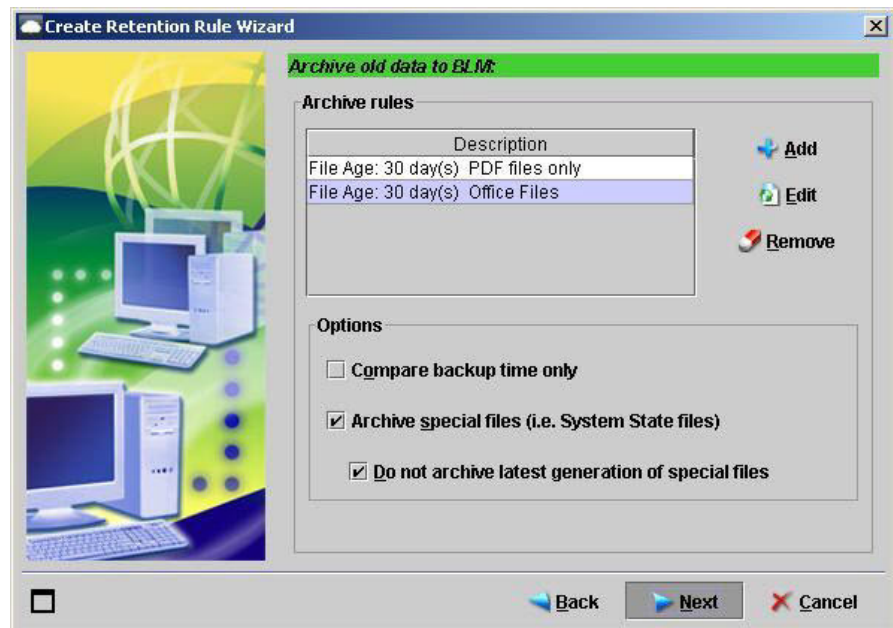 Create Retention Rule Wizard
Archive old data to BLM:
Archive rules
Description
File Age: 30 day(s) PDF files only
File Age: 30 day(s) Office Files
Add
Edit
Remove
Options
Compare backup time only
Archive special files (i.e. System State files)
Do not archive latest generation of special files
Back
Next
Cancel